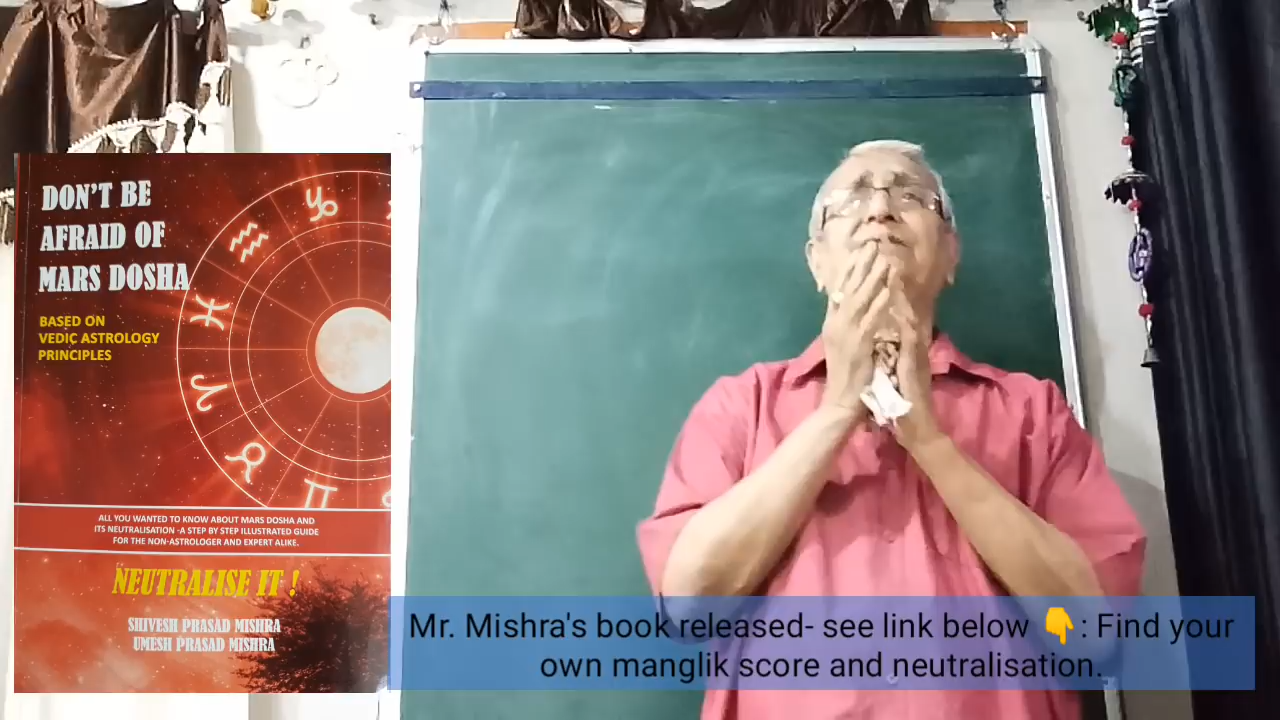 DON'T BE
AFRAID OF
MARS DOSHA
BASED ON
VEDIC ASTROLOGY
PRINCIPLES
ALL YOU WANTED TO KNOW ABOUT MARS DOSHA AND
ITS NEUTRALISATION -A STEP BY STEP ILLUSTRATED GUIDE
FOR THE NON-ASTROLOGER AND EXPERT ALIKE.
NEUTRALISE IT !
SHIVESH PRASAD MISHRA
UMESH PRASAD MISHRA
Mr. Mishra's book released- see link below 👇: Find your
own manglik score and neutralisation.